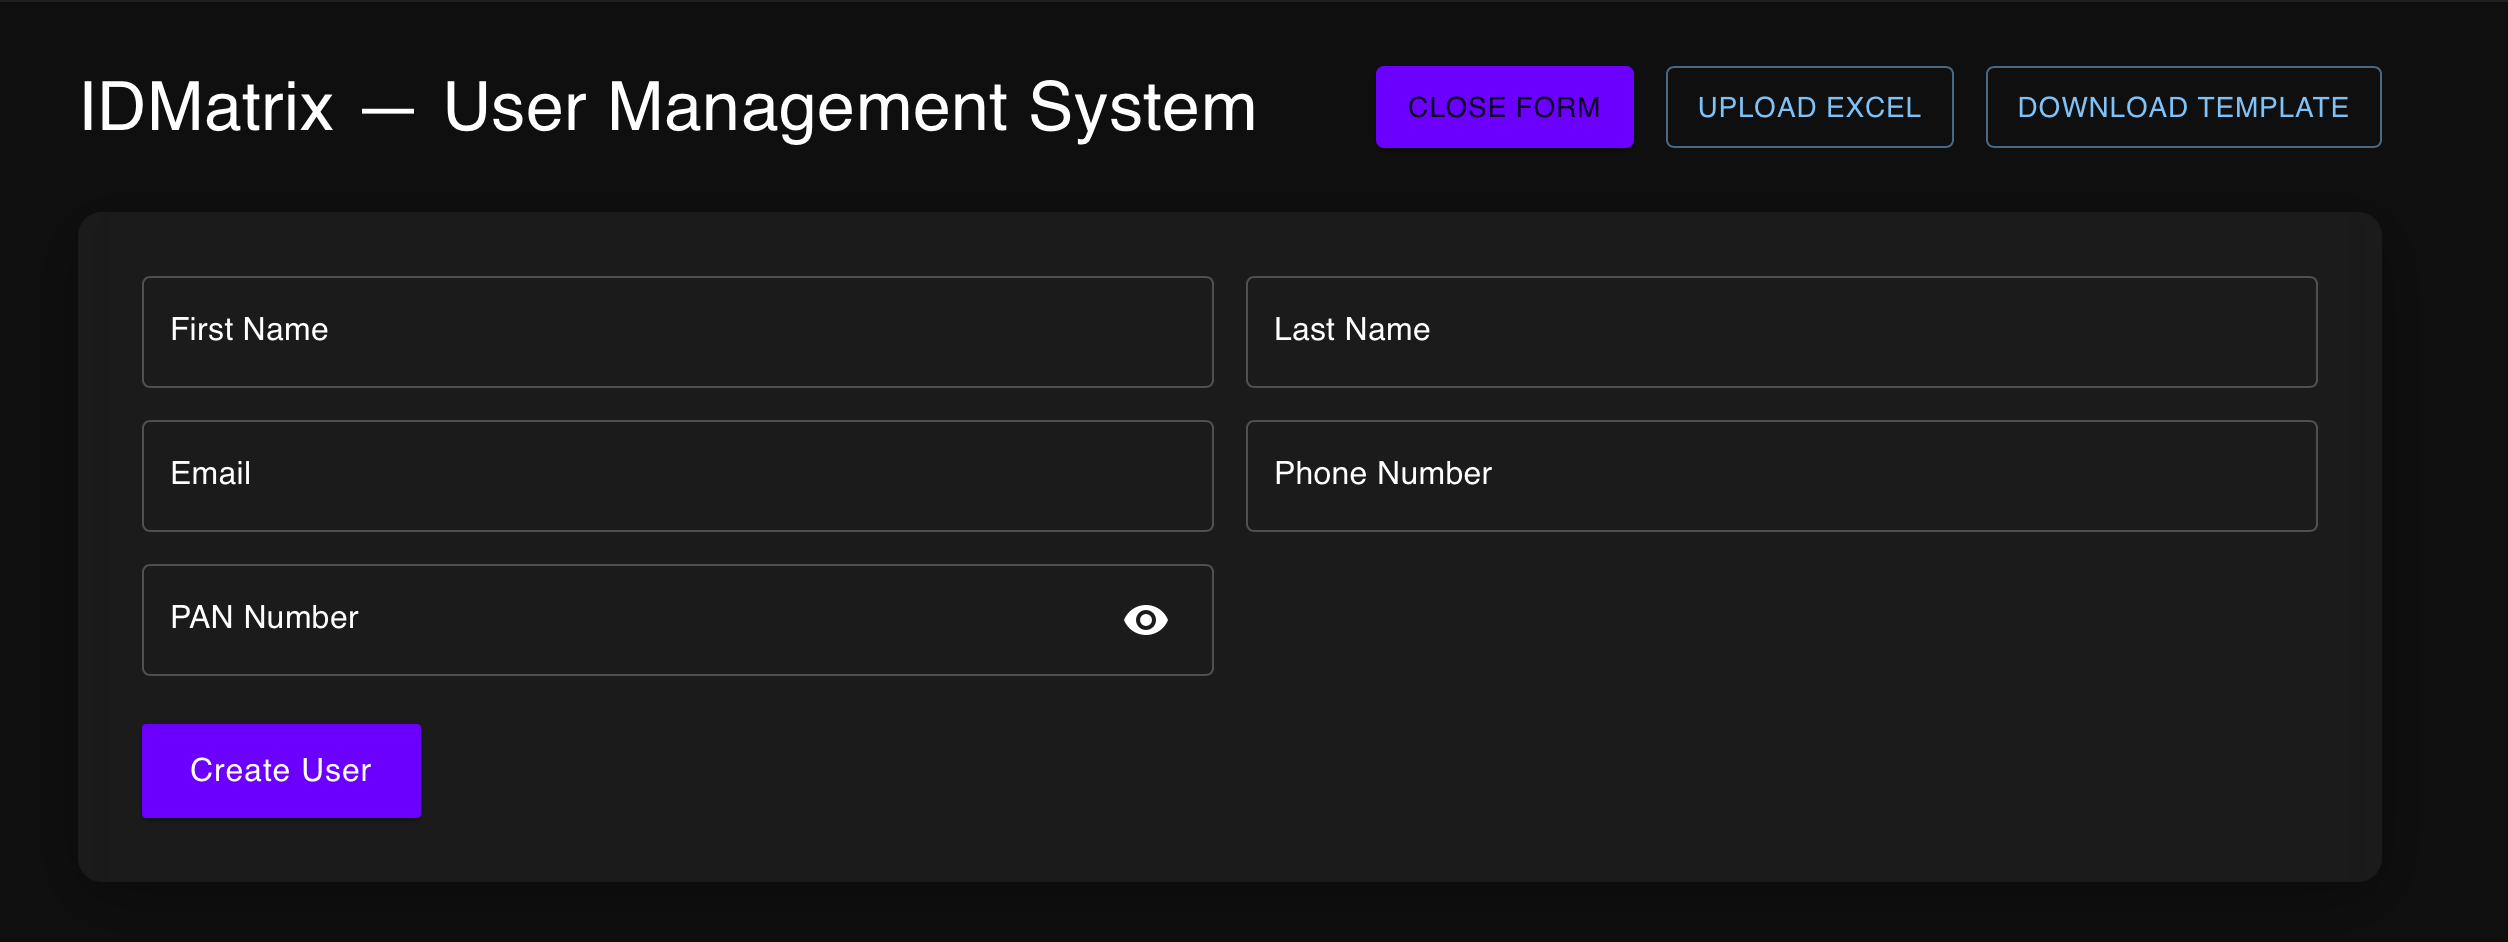 IDMatrix — User Management System
CLOSE FORM
UPLOAD EXCEL
DOWNLOAD TEMPLATE
First Name
Last Name
Email
Phone Number
PAN Number
Create User